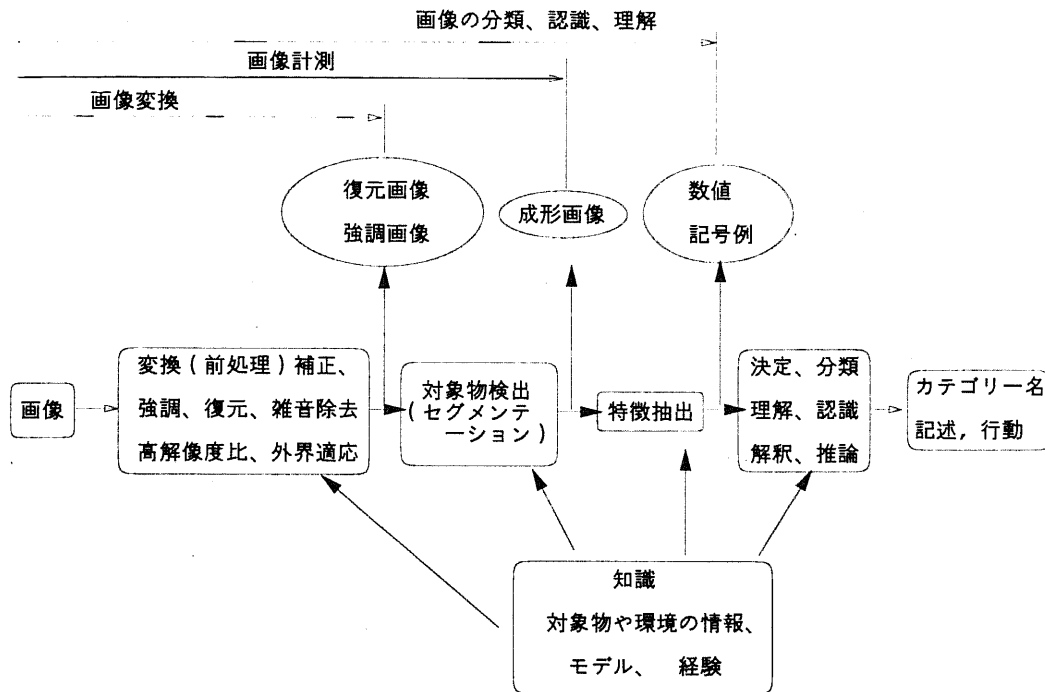 画像の分類、認識、理解
画像計測
画像変換
復元画像
強調画像
成形画像
数値
記号例
画像
変換(前処理)補正、
強調、復元、雑音除去
高解像度比、外界適応
対象物検出
(セグメンテ
ーション)
特徴抽出
決定、分類
理解、認識
解釈、推論
カテゴリー名
記述,行動
知識
対象物や環境の情報、
モデル、 経験